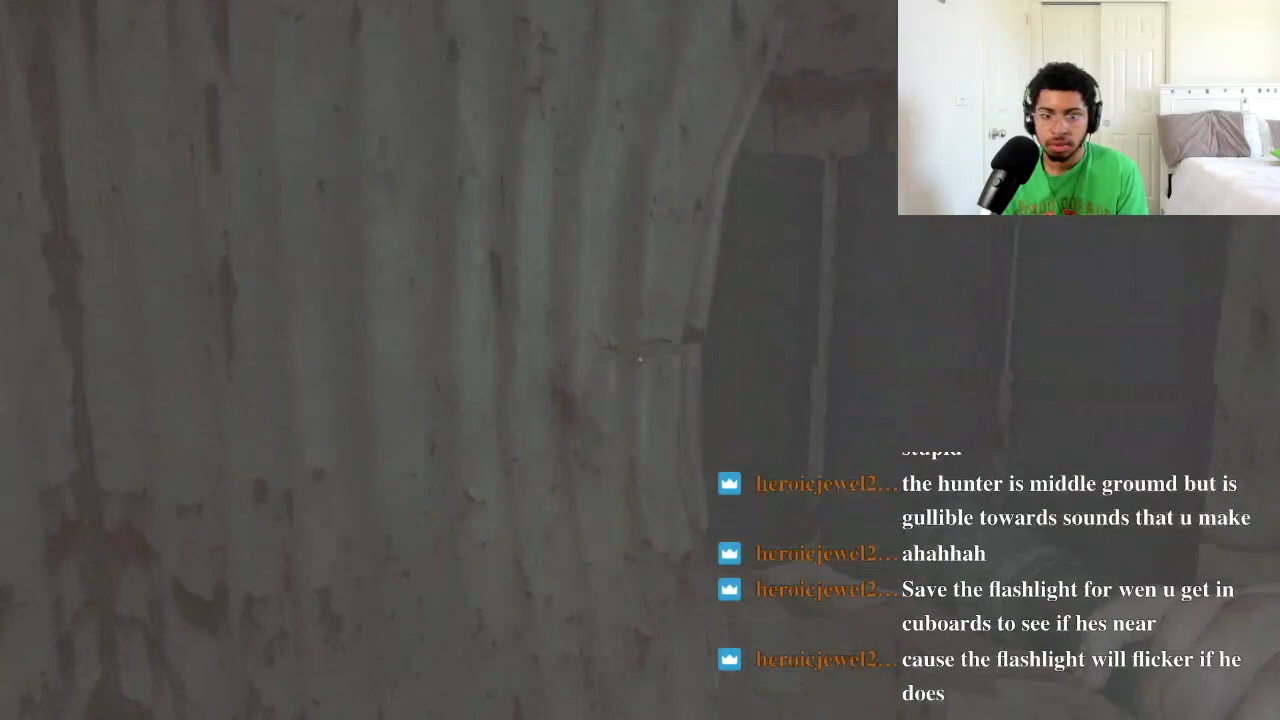 stupid
heroicjewel2… the hunter is middle groumd but is
gullible towards sounds that u make
heroicjewel2… ahahhah
heroicjewel2… Save the flashlight for wen u get in
cuboards to see if hes near
heroicjewel2… cause the flashlight will flicker if he
does